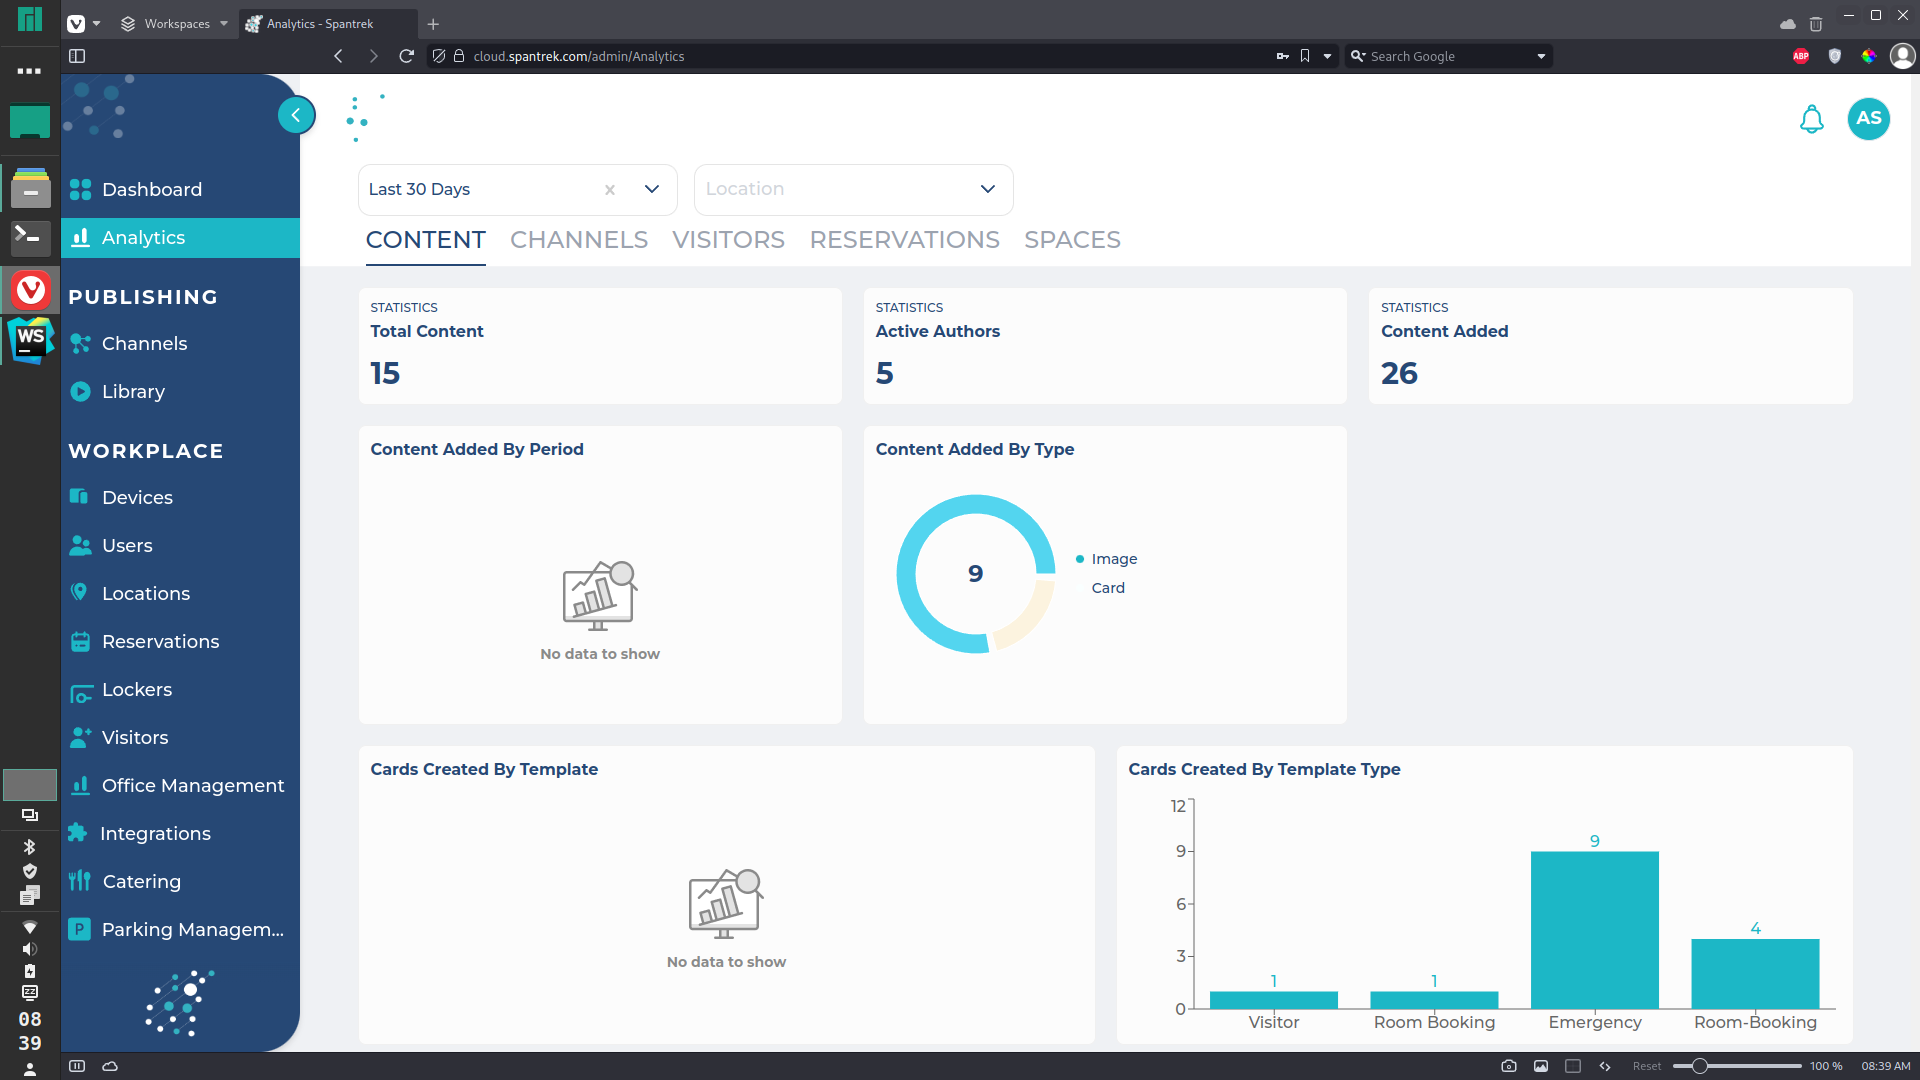 Workspaces
Analytics - Spantrek
cloud.spantrek.com/admin/Analytics
Search Google
ABP
AS
Dashboard
Analytics
PUBLISHING
Channels
Library
WORKPLACE
Devices
Users
Locations
Reservations
Lockers
Visitors
Office Management
Integrations
Catering
P
Parking Managem...
WS
08
39
Last 30 Days
Location
CONTENT CHANNELS VISITORS RESERVATIONS SPACES
STATISTICS
Total Content
15
STATISTICS
Active Authors
5
STATISTICS
Content Added
26
Content Added By Period
No data to show
Content Added By Type
9
Image
Card
Cards Created By Template
No data to show
Cards Created By Template Type
12
9
6
3
0
1
1
9
4
Visitor
Room Booking
Emergency
Room-Booking
Reset
100 %
08:39 AM